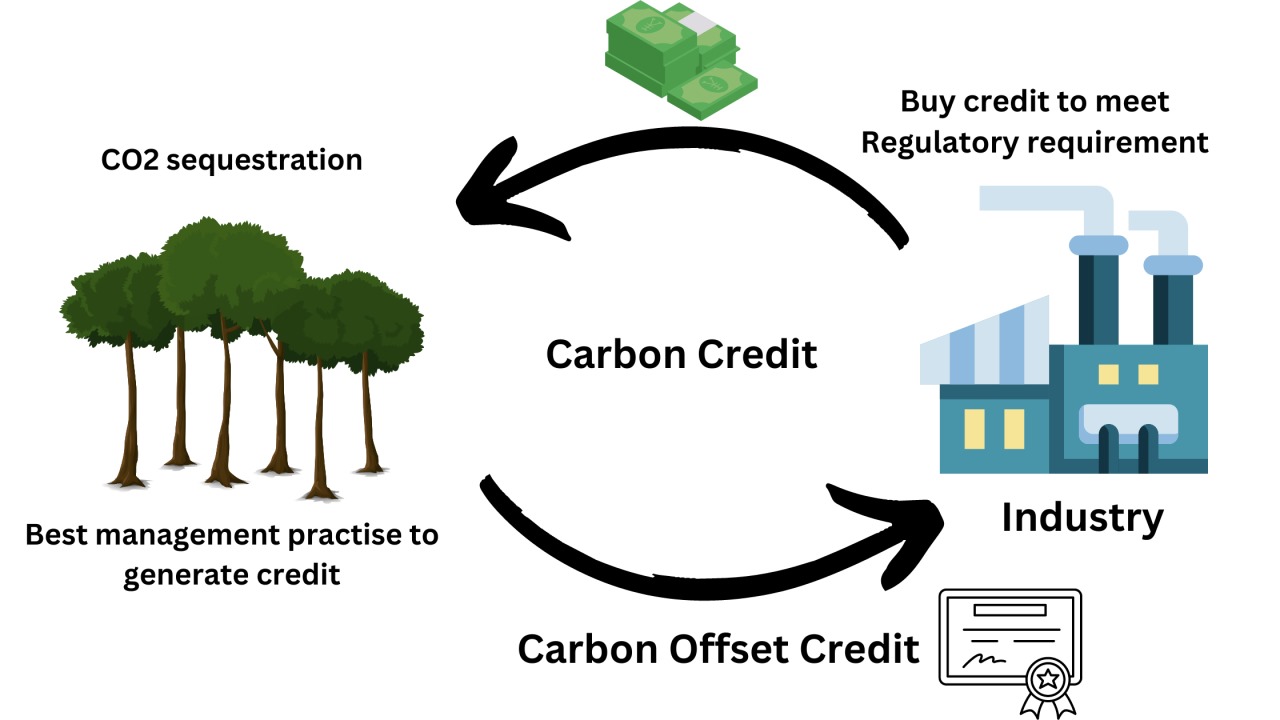 Buy credit to meet
Regulatory requirement
CO2 sequestration
Carbon Credit
Industry
Best management practise to
generate credit
Carbon Offset Credit